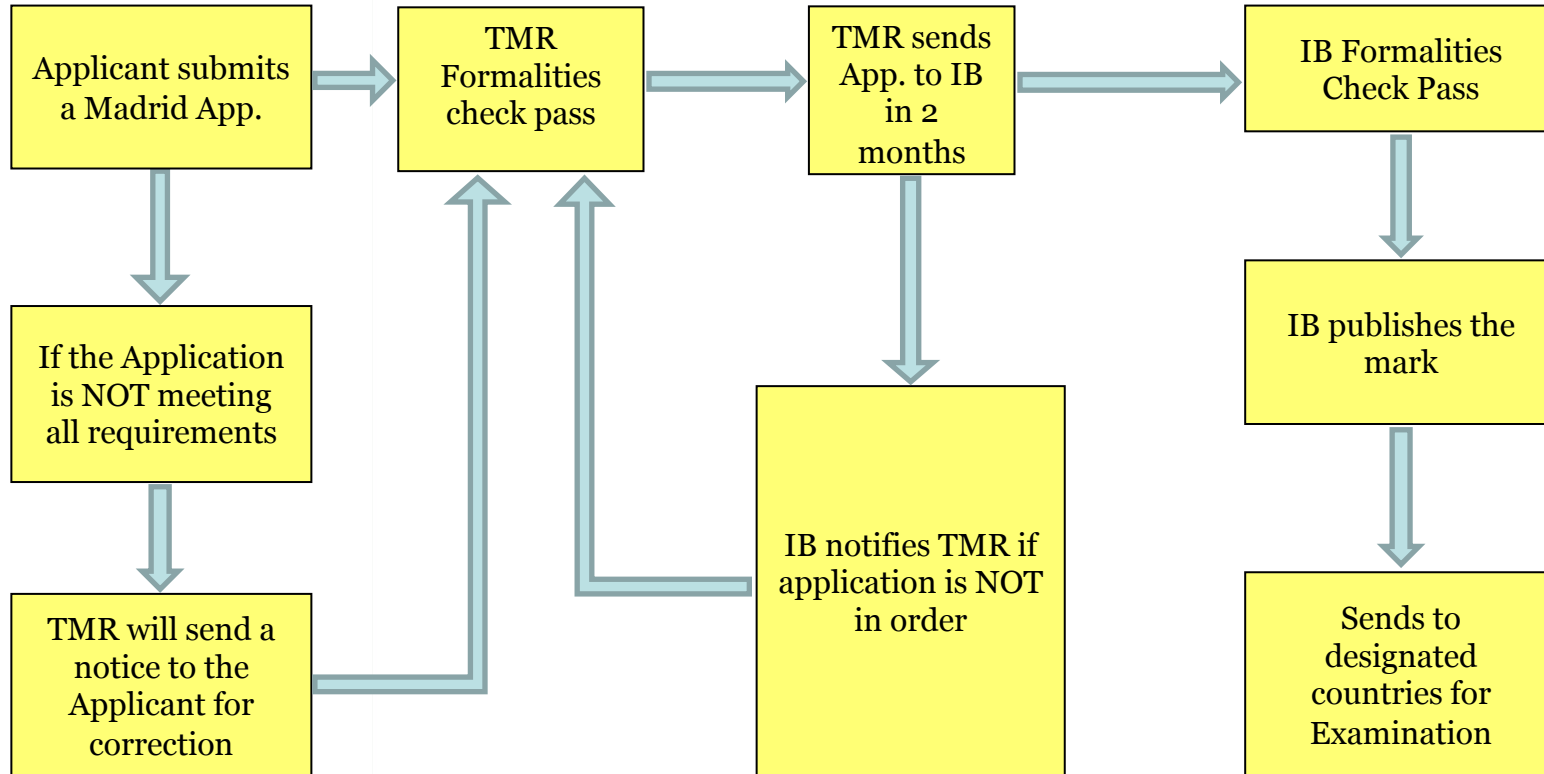 Applicant submits
a Madrid App.
TMR
Formalities
check pass
TMR sends
App. to IB
in 2
months
IB Formalities
Check Pass
If the Application
is NOT meeting
all requirements
IB publishes the
mark
IB notifies TMR if
application is NOT
in order
TMR will send a
notice to the
Applicant for
correction
Sends to
designated
countries for
Examination